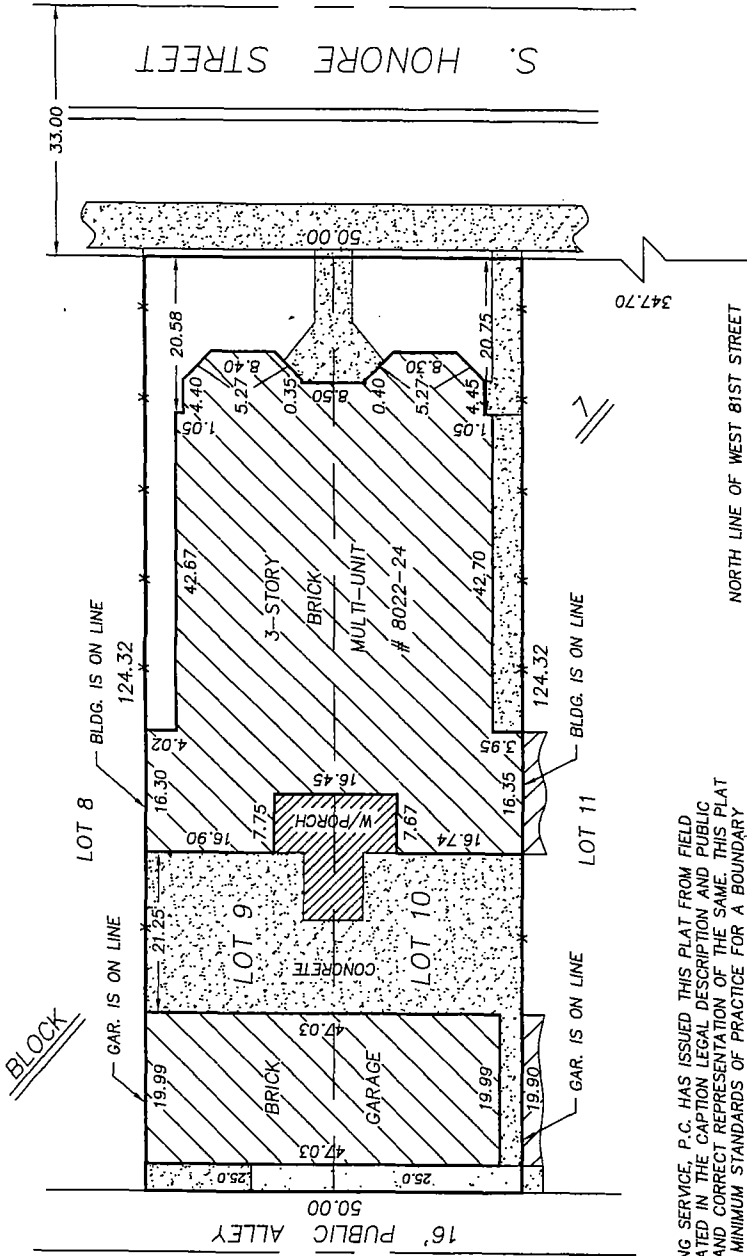 33.00
S. HONORE STREET
50.00
347.70
20.58
20.75
8.40
4.40
5.27
0.35
8.50
0.40
8.30
5.27
4.45
1.05
1.05
42.67
42.70
3-STORY
BRICK
MULTI-UNIT
# 8022-24
7
NORTH LINE OF WEST 81ST STREET
124.32
124.32
BLDG. IS ON LINE
BLDG. IS ON LINE
LOT 8
LOT 11
4.02
3.95
16.30
16.35
16.45
16.90
7.75
W/PORCH
7.67
16.74
21.25
LOT 9
LOT 10
CONCRETE
BLOCK
GAR. IS ON LINE
GAR. IS ON LINE
19.99
47.03
BRICK
GARAGE
19.99
19.90
47.03
25.0
25.0
50.00
16' PUBLIC ALLEY
NG SERVICE, P.C. HAS ISSUED THIS PLAT FROM FIELD
ATED IN THE CAPTION LEGAL DESCRIPTION AND PUBLIC
AND CORRECT REPRESENTATION OF THE SAME. THIS PLAT
MINIMUM STANDARDS OF PRACTICE FOR A BOUNDARY